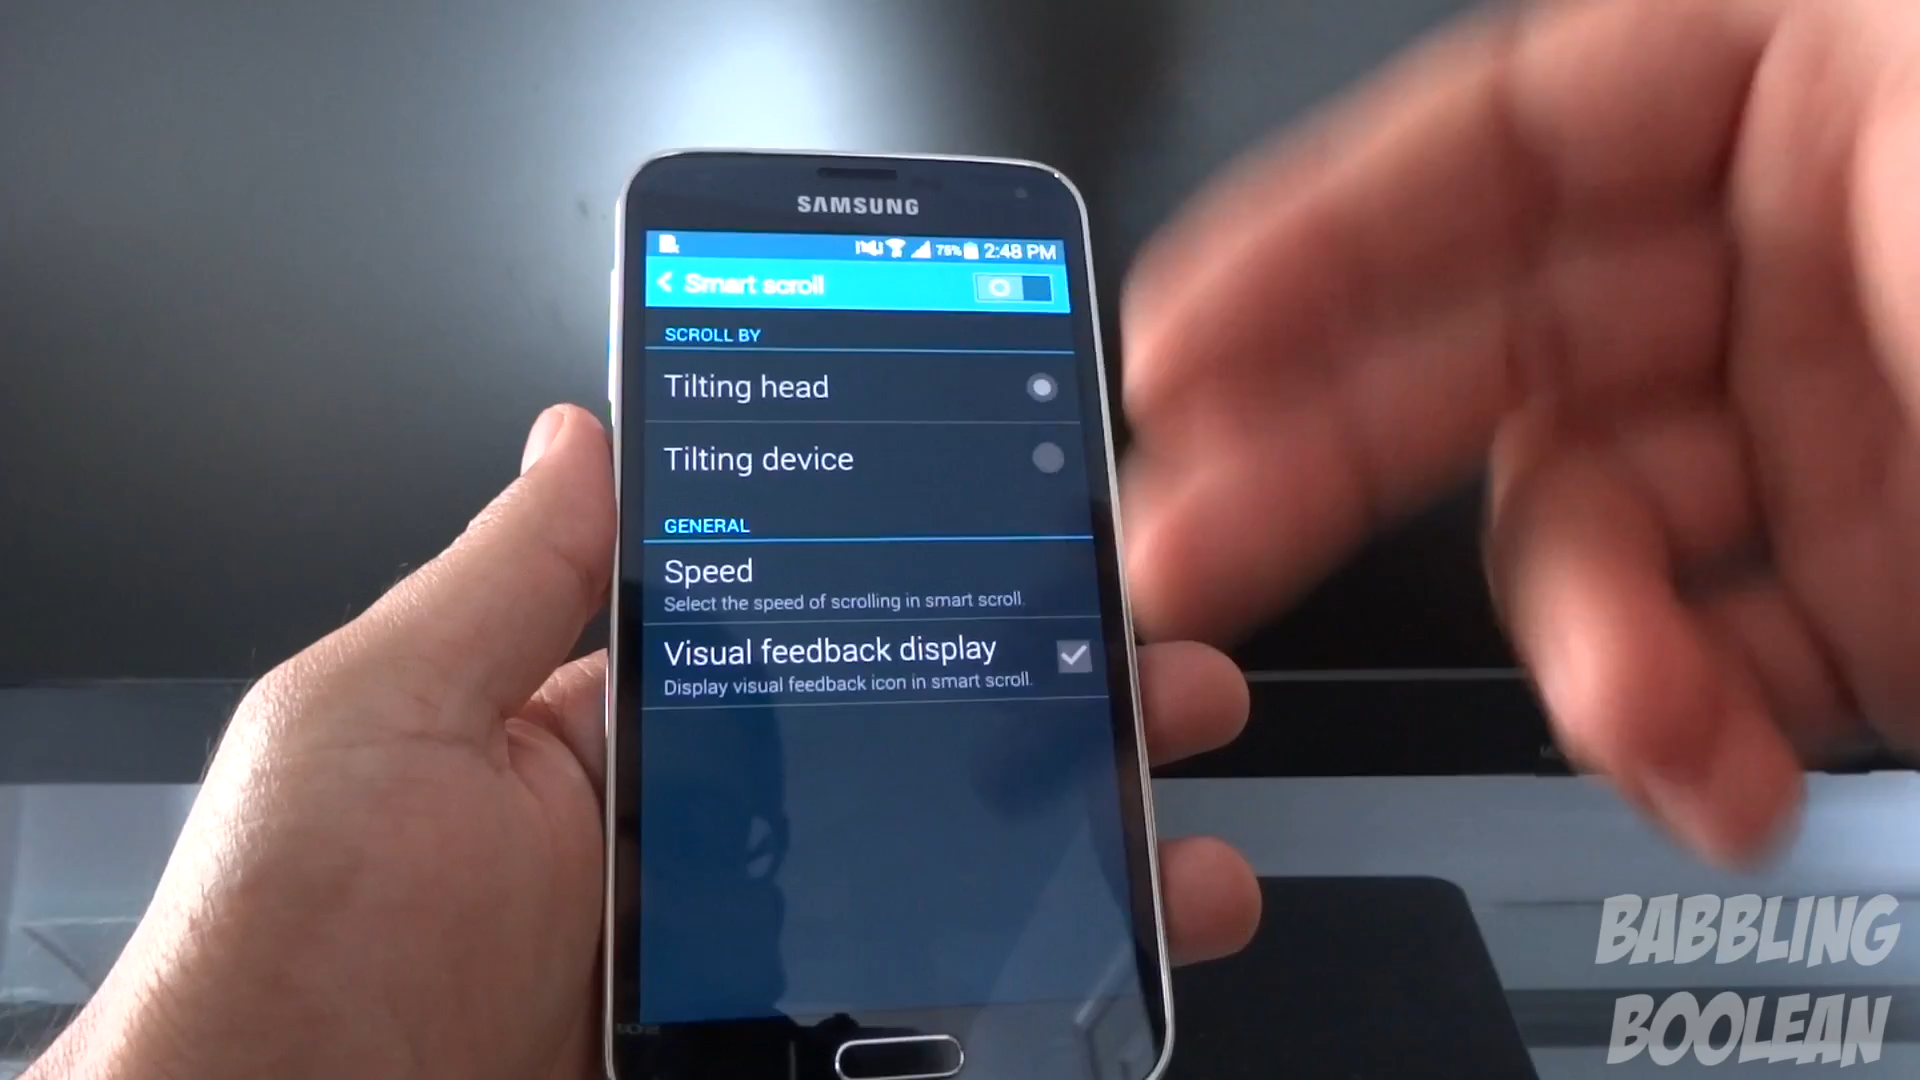 SAMSUNG
75% 2:48 PM
Smart scroll
SCROLL BY
Tilting head
Tilting device
GENERAL
Speed
Select the speed of scrolling in smart scroll.
Visual feedback display
Display visual feedback icon in smart scroll.
BABBLING
BOOLEAN